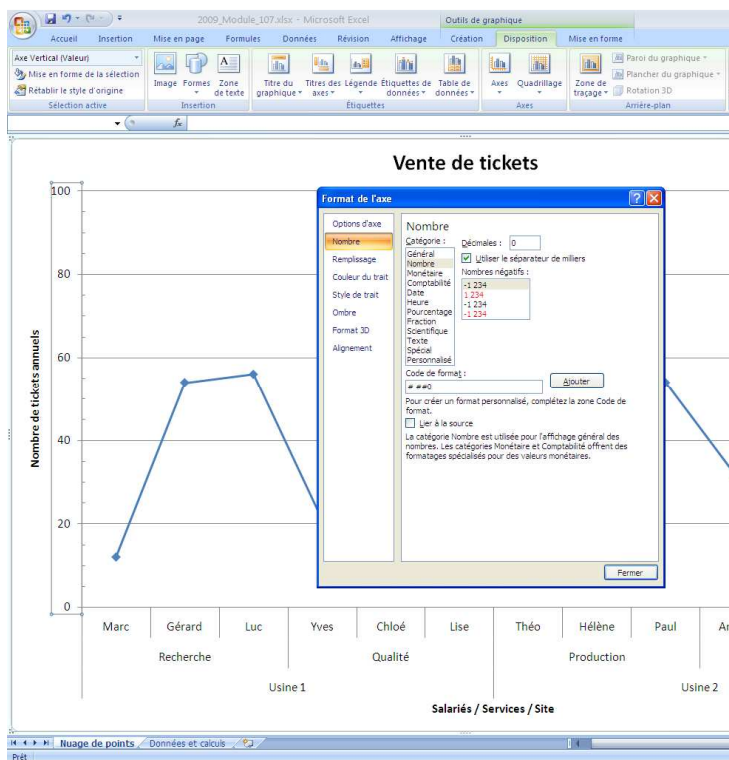 2009_Module_107.xlsx - Microsoft Excel
Outils de graphique
Accueil Insertion Mise en page Formules Données Révision Affichage Création Disposition Mise en forme
Axe Vertical (Valeur)
Mise en forme de la sélection
Rétablir le style d'origine
Sélection active
Image Formes Zone de texte
Insertion
Titre du graphique Titres des axes Légende Étiquettes de données Table de données
Étiquettes
Axes Quadrillage
Axes
Zone de traçage
Paroi du graphique
Plancher du graphique
Rotation 3D
Arrière-plan
fx
Vente de tickets
Nombre de tickets annuels
100
80
60
40
20
0
Format de l'axe
Options d'axe
Nombre
Remplissage
Couleur du trait
Style de trait
Ombre
Format 3D
Alignement
Nombre
Catégorie :
Général
Nombre
Monétaire
Comptabilité
Date
Heure
Pourcentage
Fraction
Scientifique
Texte
Spécial
Personnalisé
Décimales : 0
Utiliser le séparateur de milliers
Nombres négatifs :
-1 234
1 234
-1 234
-1 234
Code de format :
# ##0
Ajouter
Pour créer un format personnalisé, complétez la zone Code de
format.
Lier à la source
La catégorie Nombre est utilisée pour l'affichage général des
nombres. Les catégories Monétaire et Comptabilité offrent des
formatages spécialisés pour des valeurs monétaires.
Fermer
Marc Gérard Luc Yves Chloé Lise Théo Hélène Paul
Recherche Qualité Production
Usine 1 Usine 2
Salariés / Services / Site
Nuage de points Données et calculs
Prêt